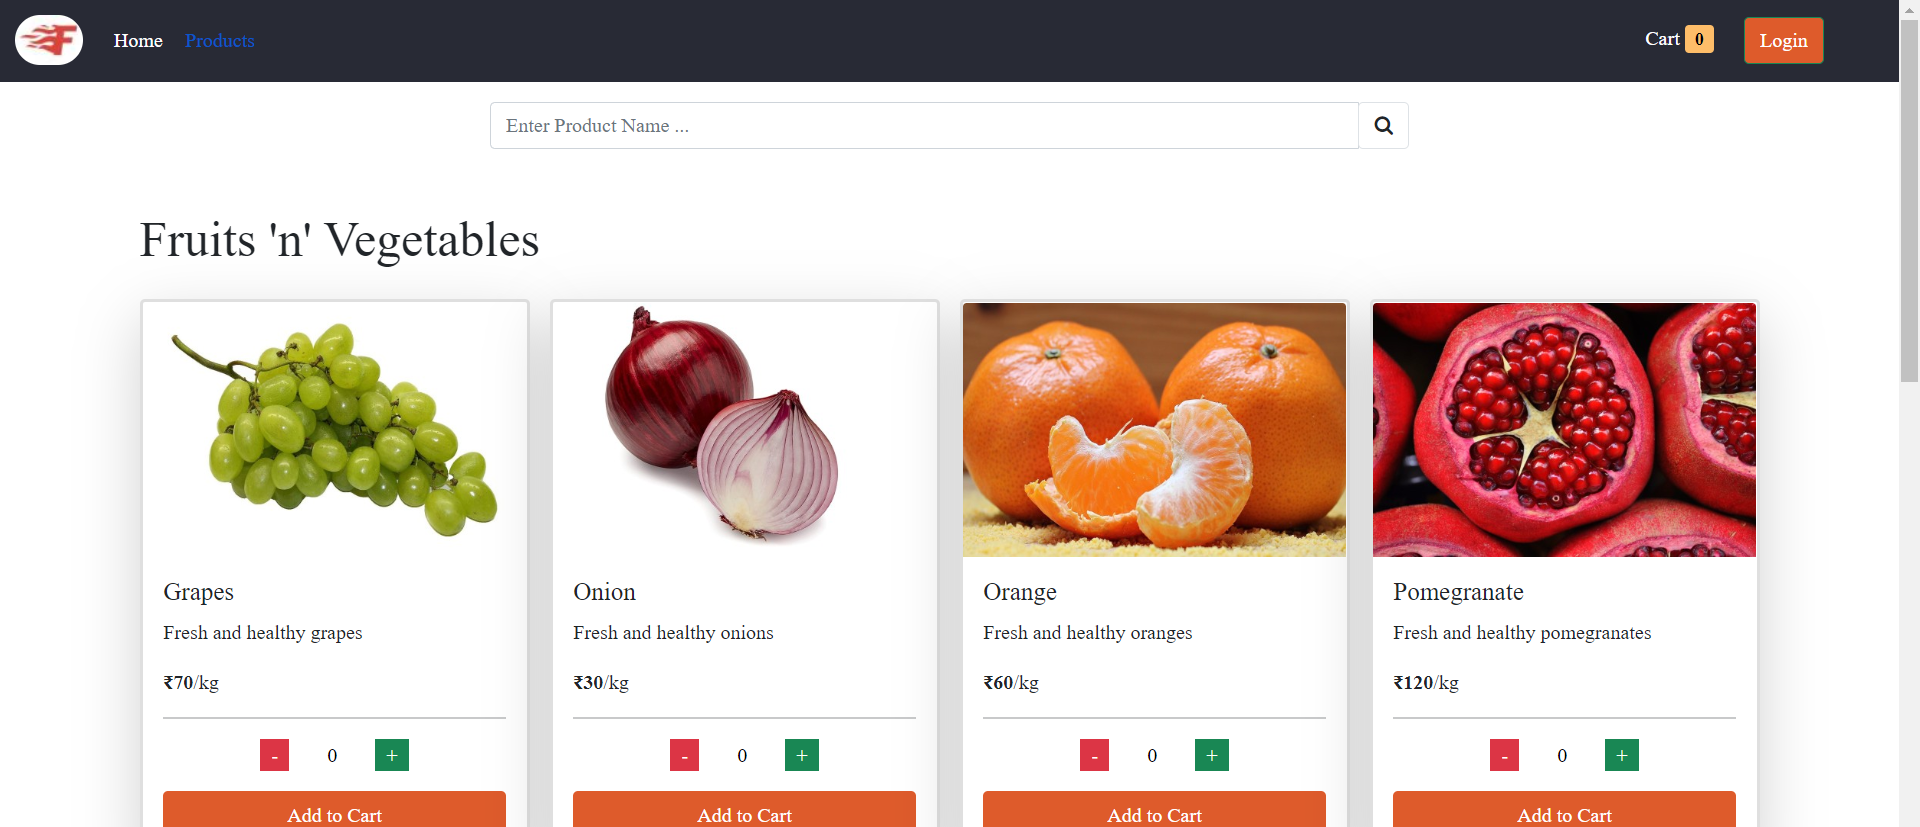 F
Home Products Cart 0 Login
Enter Product Name ...
Fruits 'n' Vegetables
Grapes
Fresh and healthy grapes
₹70/kg
- 0 +
Add to Cart
Onion
Fresh and healthy onions
₹30/kg
- 0 +
Add to Cart
Orange
Fresh and healthy oranges
₹60/kg
- 0 +
Add to Cart
Pomegranate
Fresh and healthy pomegranates
₹120/kg
- 0 +
Add to Cart